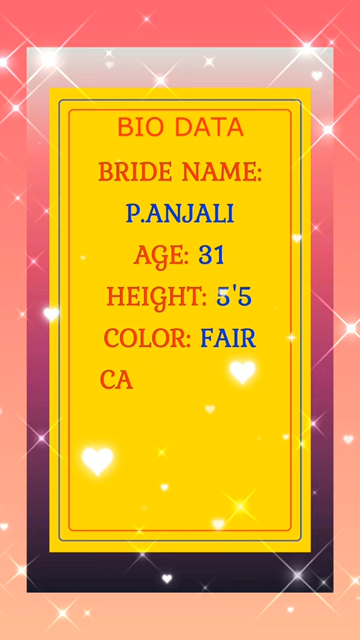 BIO DATA
BRIDE NAME:
P.ANJALI
AGE: 31
HEIGHT: 5'5
COLOR: FAIR
CA